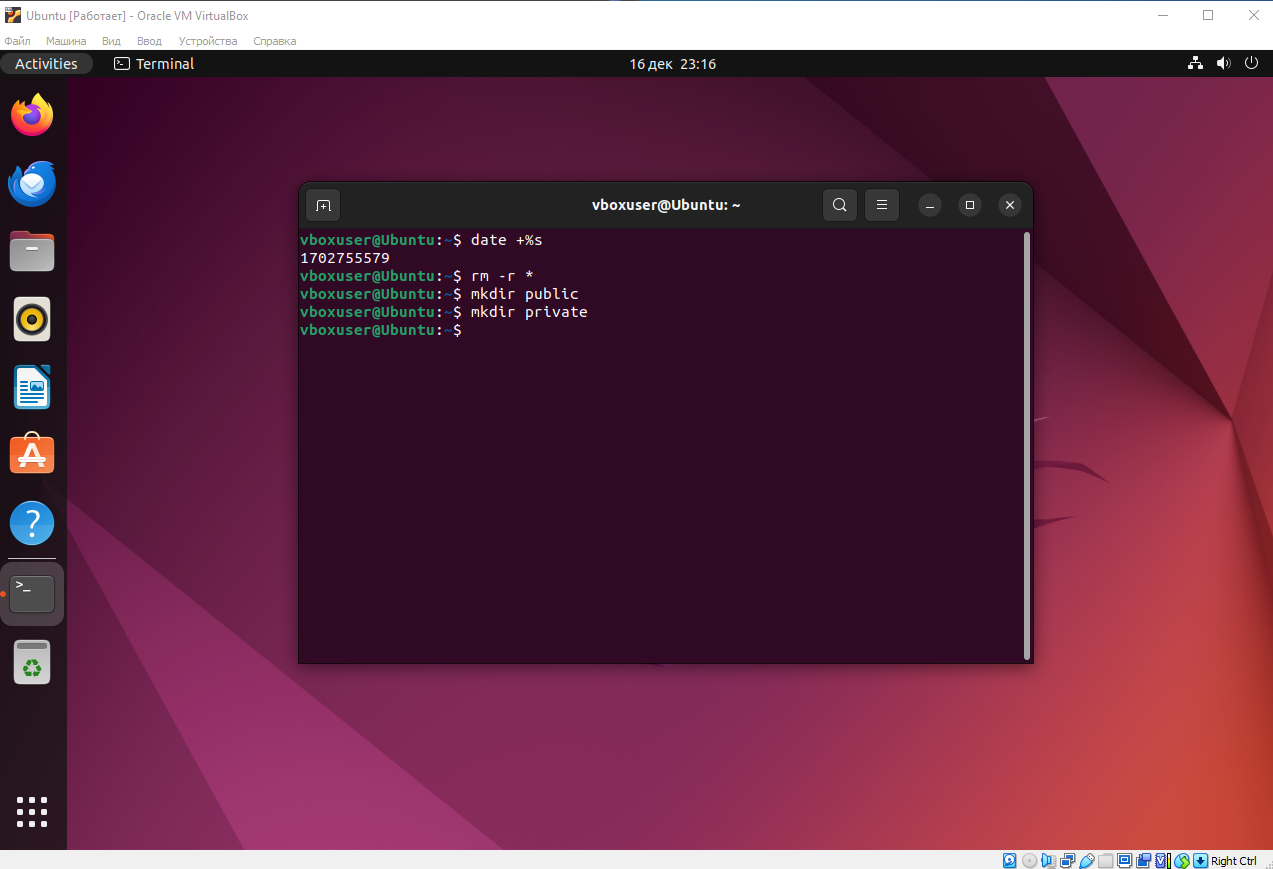 Ubuntu [Работает] - Oracle VM VirtualBox
Файл Машина Вид Ввод Устройства Справка
Activities Terminal 16 дек 23:16
vboxuser@Ubuntu: ~
vboxuser@Ubuntu:~$ date +%s
1702755579
vboxuser@Ubuntu:~$ rm -r *
vboxuser@Ubuntu:~$ mkdir public
vboxuser@Ubuntu:~$ mkdir private
vboxuser@Ubuntu:~$
Right Ctrl